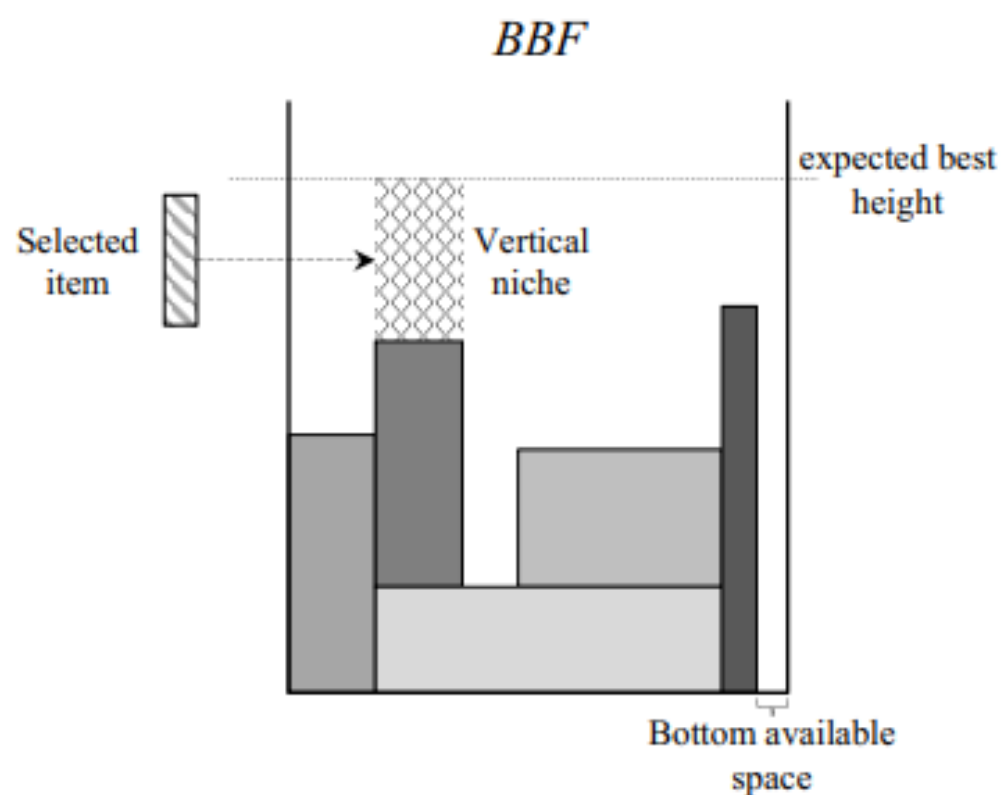 BBF
expected best
height
Selected
item
Vertical
niche
Bottom available
space